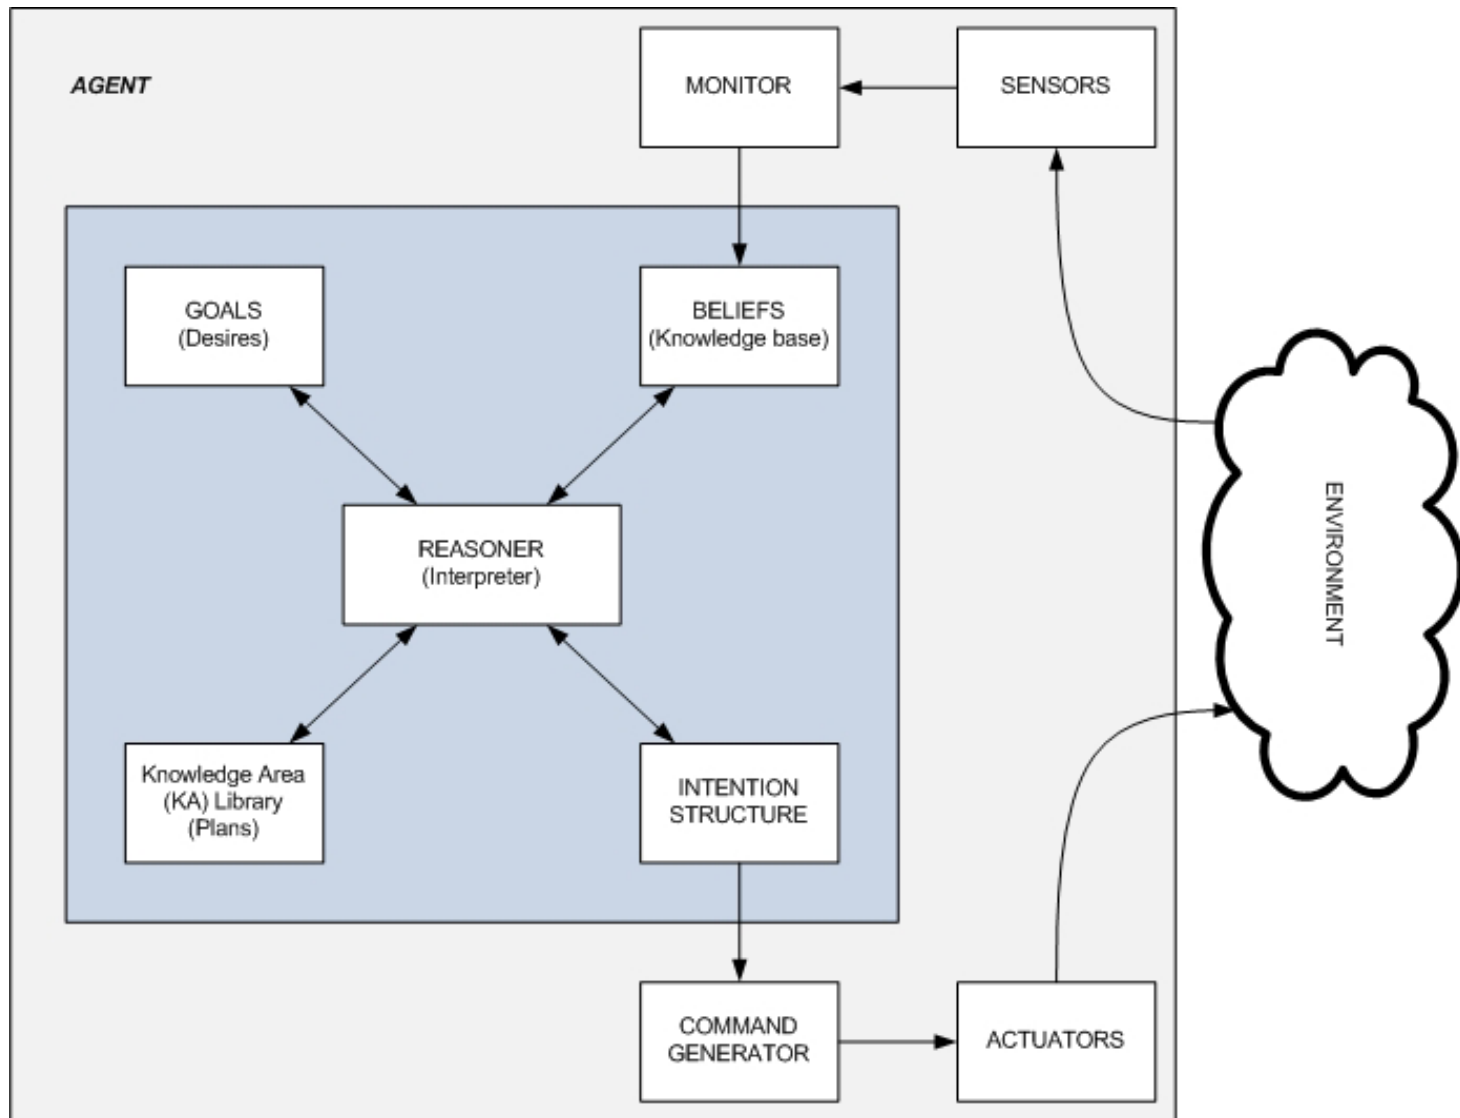 AGENT
MONITOR
SENSORS
GOALS
(Desires)
BELIEFS
(Knowledge base)
REASONER
(Interpreter)
ENVIRONMENT
Knowledge Area
(KA) Library
(Plans)
INTENTION
STRUCTURE
COMMAND
GENERATOR
ACTUATORS